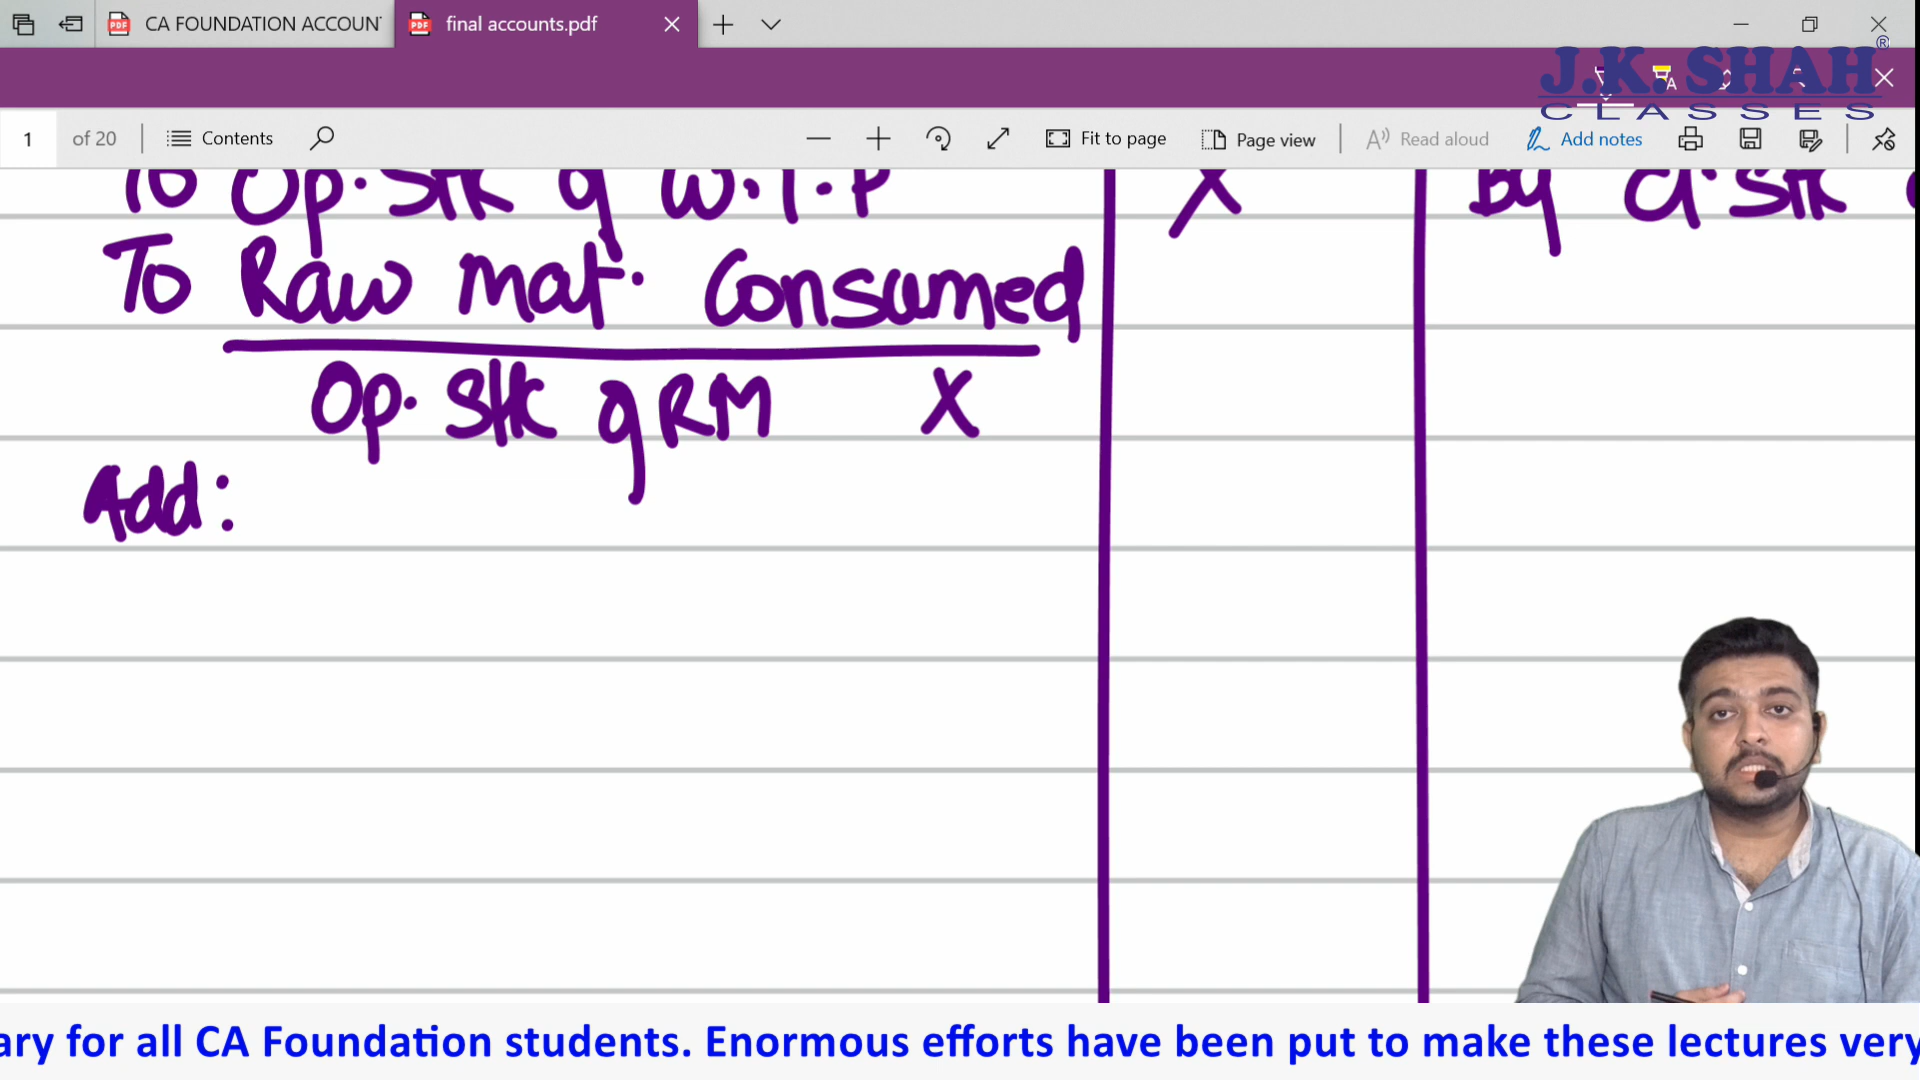 CA FOUNDATION ACCOUN
final accounts.pdf
J.K. SHAH®
CLASSES
1 of 20
Contents
Fit to page
Page view
Read aloud
Add notes
To Op. Stk of W.I.P X By Cl. Stk
To Raw Mat. Consumed
Op. Stk of RM X
Add:
ary for all CA Foundation students. Enormous efforts have been put to make these lectures very